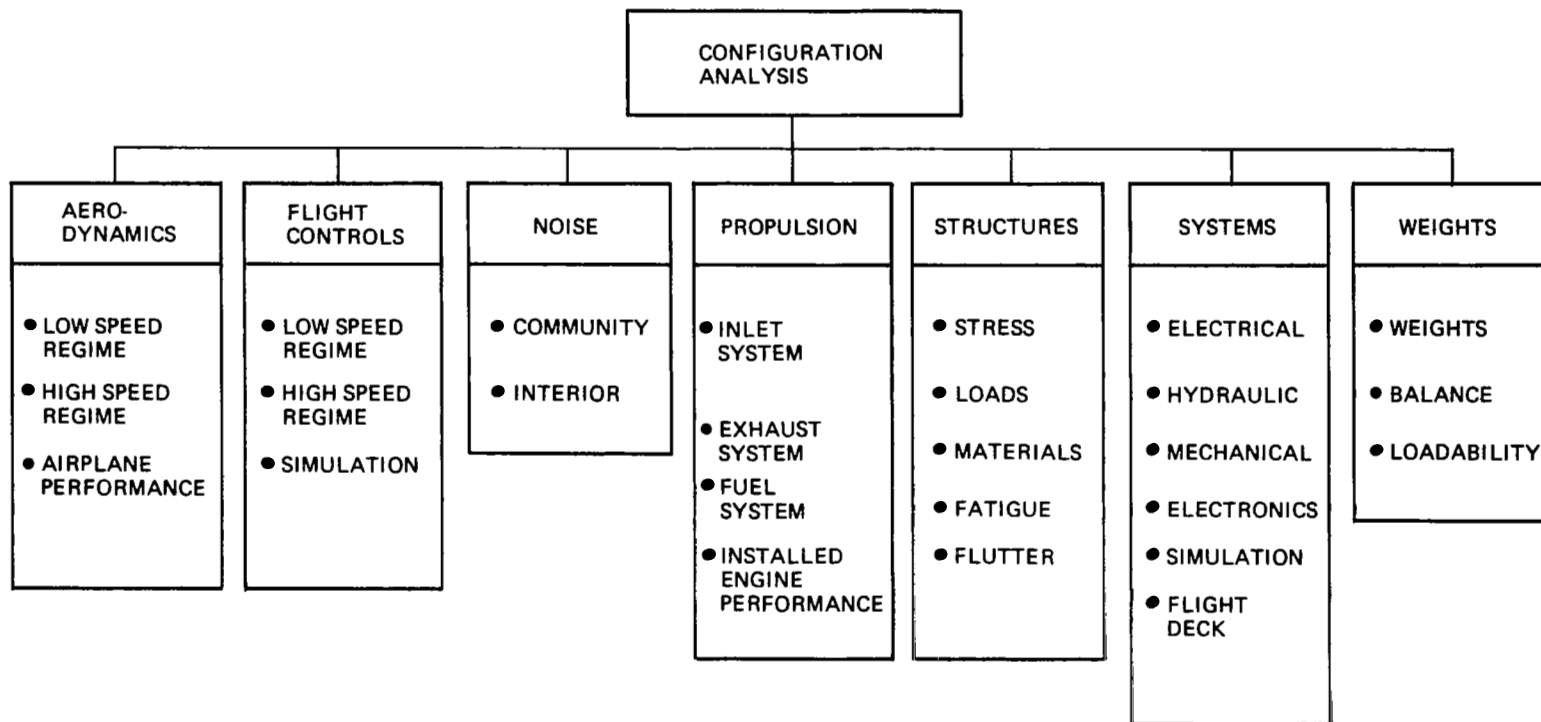 CONFIGURATION
ANALYSIS
AERO-
DYNAMICS
● LOW SPEED
REGIME
● HIGH SPEED
REGIME
● AIRPLANE
PERFORMANCE
FLIGHT
CONTROLS
● LOW SPEED
REGIME
● HIGH SPEED
REGIME
● SIMULATION
NOISE
● COMMUNITY
● INTERIOR
PROPULSION
● INLET
SYSTEM
● EXHAUST
SYSTEM
● FUEL
SYSTEM
● INSTALLED
ENGINE
PERFORMANCE
STRUCTURES
● STRESS
● LOADS
● MATERIALS
● FATIGUE
● FLUTTER
SYSTEMS
● ELECTRICAL
● HYDRAULIC
● MECHANICAL
● ELECTRONICS
● SIMULATION
● FLIGHT
DECK
WEIGHTS
● WEIGHTS
● BALANCE
● LOADABILITY